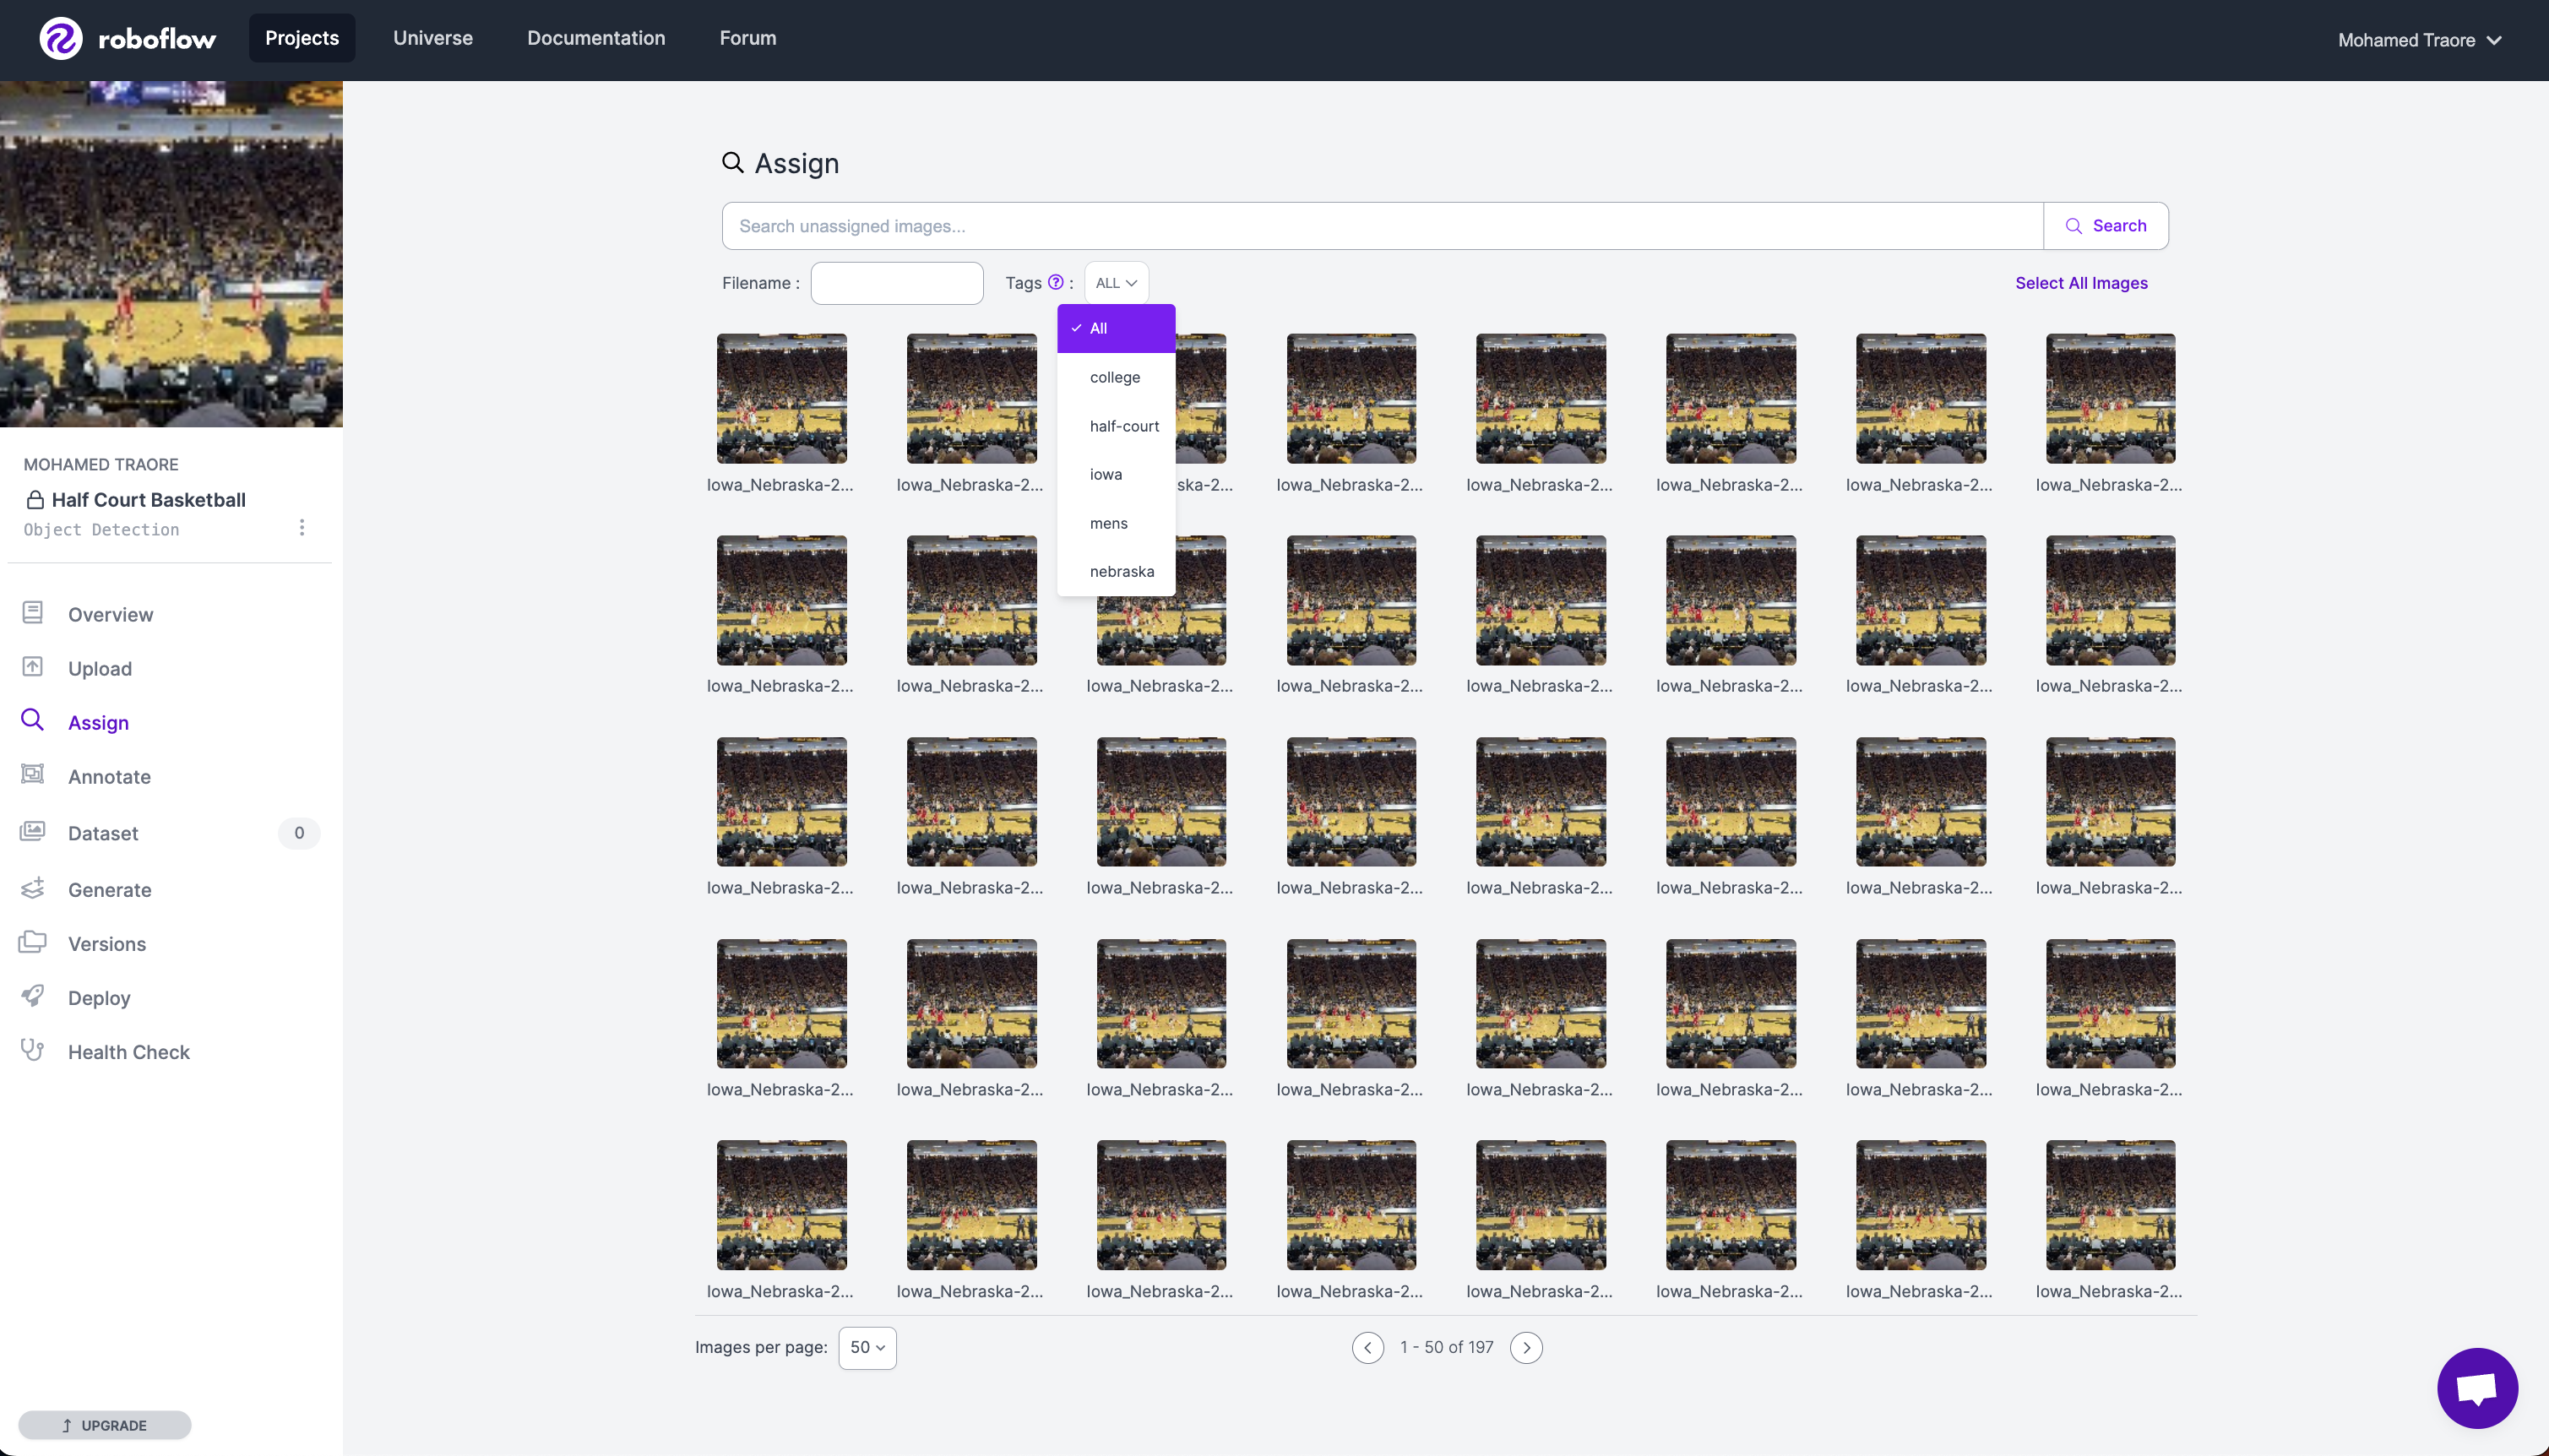 roboflow Projects Universe Documentation Forum Mohamed Traore
Assign
Search unassigned images... Search
Filename : Tags ? : ALL Select All Images
All
college
half-court
iowa
mens
nebraska
MOHAMED TRAORE
Half Court Basketball
Object Detection
Overview
Upload
Assign
Annotate
Dataset 0
Generate
Versions
Deploy
Health Check
UPGRADE
Iowa_Nebraska-2... Iowa_Nebraska-2... ska-2... Iowa_Nebraska-2... Iowa_Nebraska-2... Iowa_Nebraska-2... Iowa_Nebraska-2... Iowa_Nebraska-2...
Iowa_Nebraska-2... Iowa_Nebraska-2... Iowa_Nebraska-2... Iowa_Nebraska-2... Iowa_Nebraska-2... Iowa_Nebraska-2... Iowa_Nebraska-2... Iowa_Nebraska-2...
Iowa_Nebraska-2... Iowa_Nebraska-2... Iowa_Nebraska-2... Iowa_Nebraska-2... Iowa_Nebraska-2... Iowa_Nebraska-2... Iowa_Nebraska-2... Iowa_Nebraska-2...
Iowa_Nebraska-2... Iowa_Nebraska-2... Iowa_Nebraska-2... Iowa_Nebraska-2... Iowa_Nebraska-2... Iowa_Nebraska-2... Iowa_Nebraska-2... Iowa_Nebraska-2...
Iowa_Nebraska-2... Iowa_Nebraska-2... Iowa_Nebraska-2... Iowa_Nebraska-2... Iowa_Nebraska-2... Iowa_Nebraska-2... Iowa_Nebraska-2... Iowa_Nebraska-2...
Images per page: 50 1 - 50 of 197